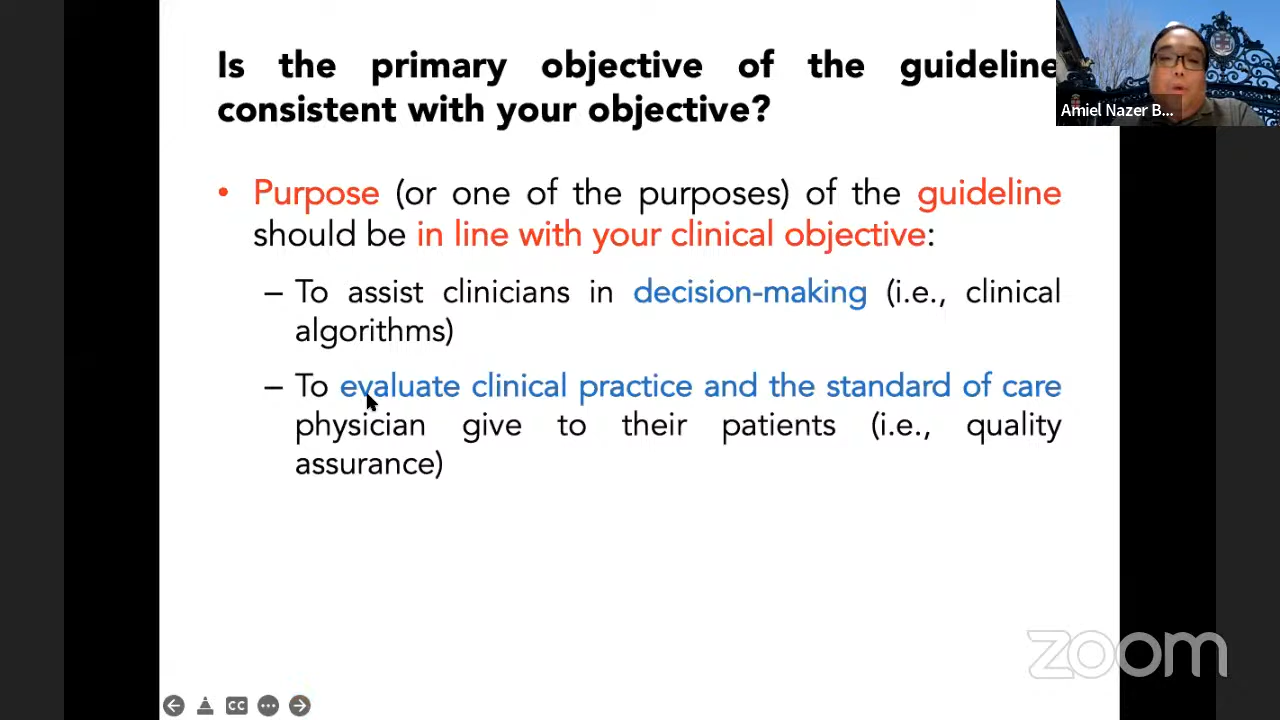 Is the primary objective of the guideline
consistent with your objective?
Amiel Nazer B...
• Purpose (or one of the purposes) of the guideline
should be in line with your clinical objective:
– To assist clinicians in decision-making (i.e., clinical
algorithms)
– To evaluate clinical practice and the standard of care
physician give to their patients (i.e., quality
assurance)
zoom
CC